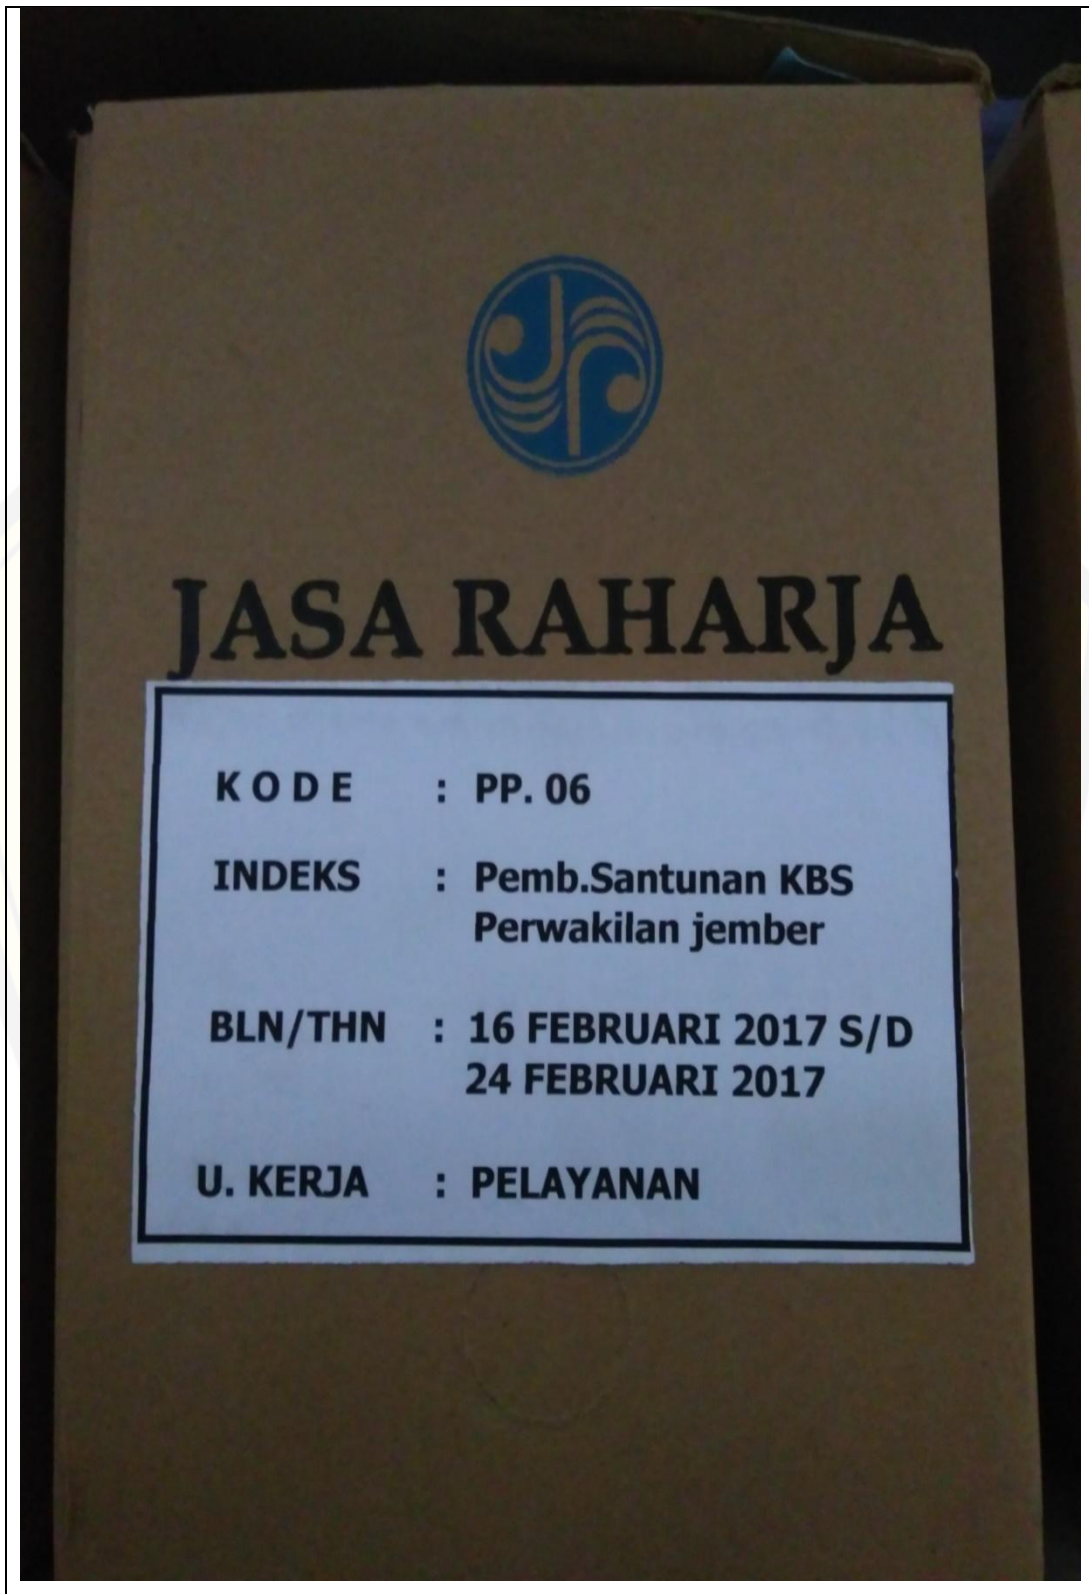 JASA RAHARJA
K O D E : PP. 06
INDEKS : Pemb.Santunan KBS
Perwakilan jember
BLN/THN : 16 FEBRUARI 2017 S/D
24 FEBRUARI 2017
U. KERJA : PELAYANAN